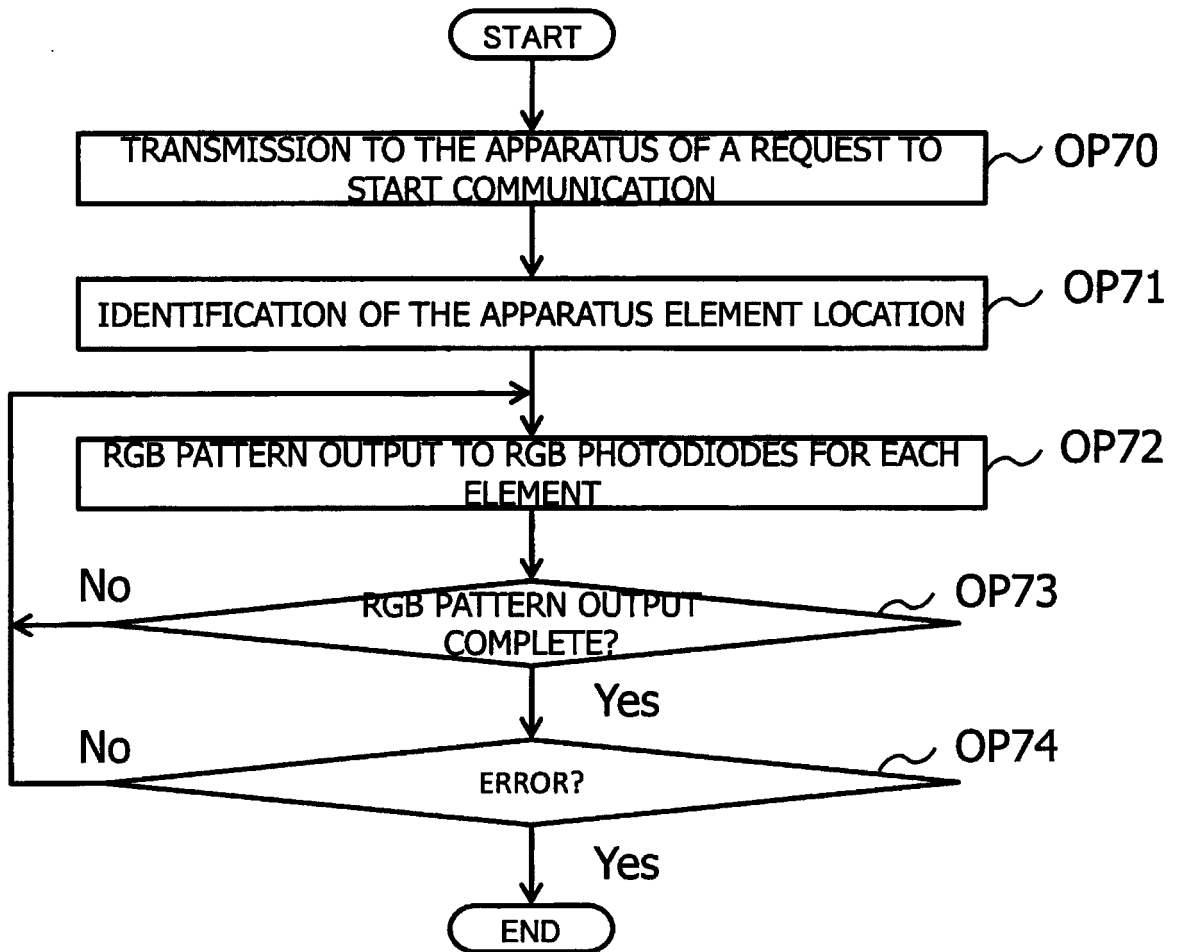 START
TRANSMISSION TO THE APPARATUS OF A REQUEST TO
START COMMUNICATION
OP70
IDENTIFICATION OF THE APPARATUS ELEMENT LOCATION
OP71
RGB PATTERN OUTPUT TO RGB PHOTODIODES FOR EACH
ELEMENT
OP72
No
RGB PATTERN OUTPUT
COMPLETE?
OP73
Yes
No
ERROR?
OP74
Yes
END